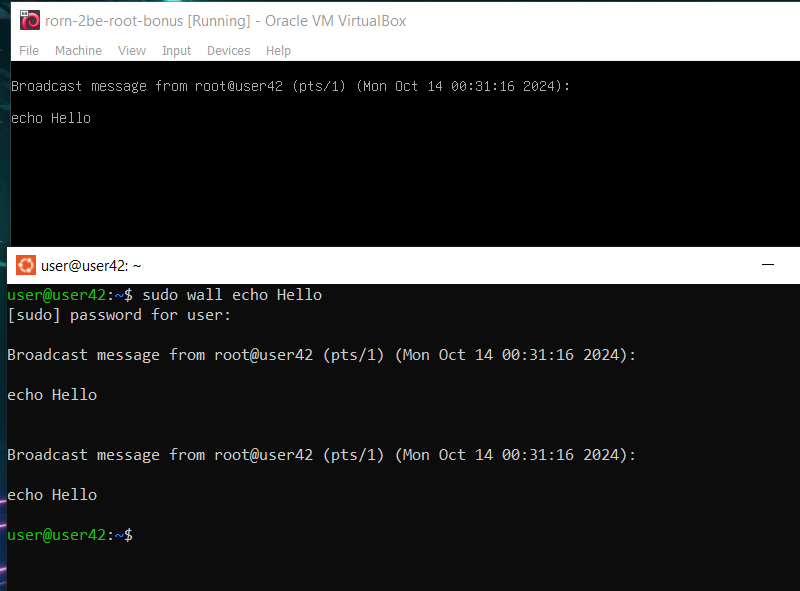 rorn-2be-root-bonus [Running] - Oracle VM VirtualBox
File Machine View Input Devices Help
Broadcast message from root@user42 (pts/1) (Mon Oct 14 00:31:16 2024):
echo Hello
user@user42: ~
user@user42:~$ sudo wall echo Hello
[sudo] password for user:
Broadcast message from root@user42 (pts/1) (Mon Oct 14 00:31:16 2024):
echo Hello
Broadcast message from root@user42 (pts/1) (Mon Oct 14 00:31:16 2024):
echo Hello
user@user42:~$